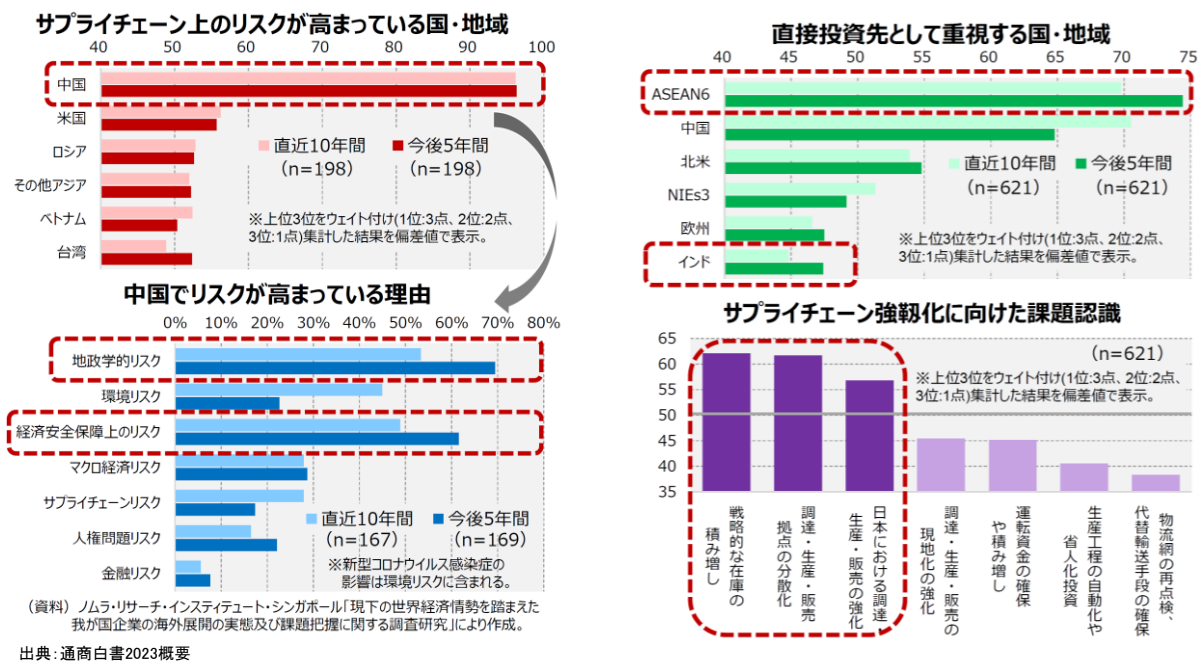 サプライチェーン上のリスクが高まっている国・地域
40 50 60 70 80 90 100
中国
米国
ロシア
その他アジア
ベトナム
台湾
直近10年間
(n=198)
今後5年間
(n=198)
※上位3位をウェイト付け(1位:3点、2位:2点、
3位:1点)集計した結果を偏差値で表示。
中国でリスクが高まっている理由
0% 10% 20% 30% 40% 50% 60% 70% 80%
地政学的リスク
環境リスク
経済安全保障上のリスク
マクロ経済リスク
サプライチェーンリスク
人権問題リスク
金融リスク
直近10年間
(n=167)
今後5年間
(n=169)
※新型コロナウイルス感染症の
影響は環境リスクに含まれる。
直接投資先として重視する国・地域
40 45 50 55 60 65 70 75
ASEAN6
中国
北米
NIEs3
欧州
インド
直近10年間
(n=621)
今後5年間
(n=621)
※上位3位をウェイト付け(1位:3点、2位:2点、
3位:1点)集計した結果を偏差値で表示。
サプライチェーン強靱化に向けた課題認識
65
60
55
50
45
40
35
(n=621)
※上位3位をウェイト付け(1位:3点、2位:2点、
3位:1点)集計した結果を偏差値で表示。
戦略的な在庫の
積み増し
調達・生産・販売
拠点の分散化
日本における調達・
生産・販売の強化
調達・生産・販売の
現地化の強化
運転資金の確保
や積み増し
生産工程の自動化や
省人化投資
物流網の再点検、
代替輸送手段の確保
（資料）ノムラ・リサーチ・インスティテュート・シンガポール「現下の世界経済情勢を踏まえた
我が国企業の海外展開の実態及び課題把握に関する調査研究」により作成。
出典:通商白書2023概要